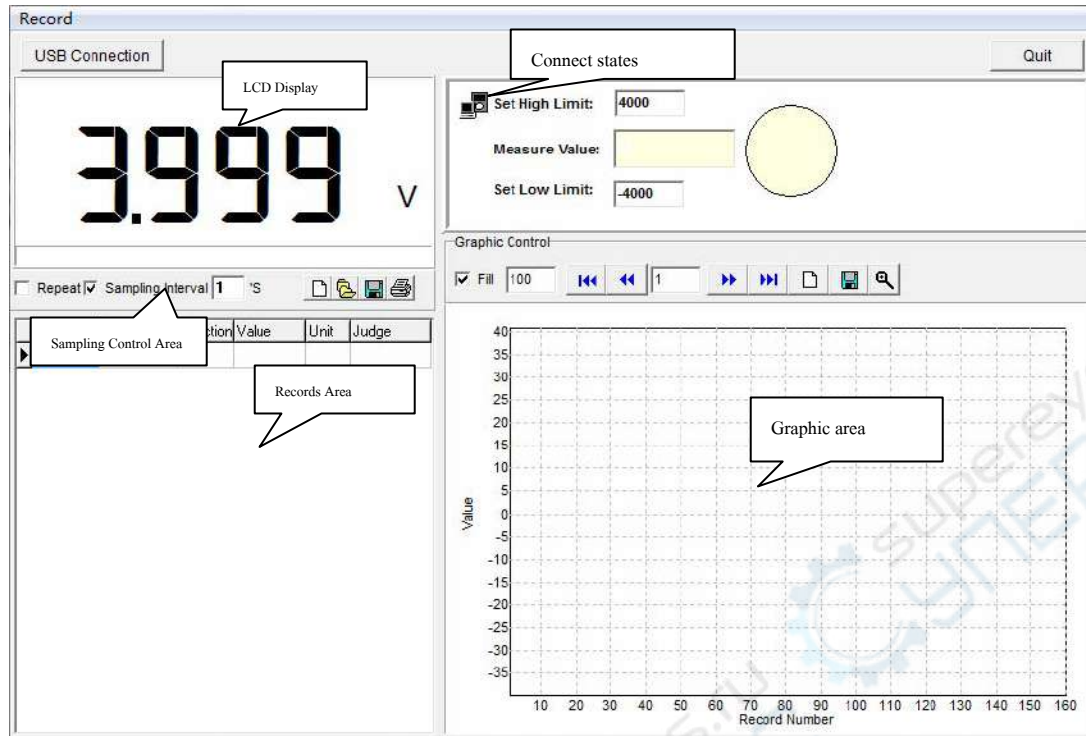 Record
USB Connection
Connect states
Quit
LCD Display
3.999
V
Set High Limit:
4000
Measure Value:
Set Low Limit:
-4000
Repeat
Sampling Interval
1
'S
Sampling Control Area
Value
Unit
Judge
Records Area
Graphic Control
Fill
100
1
Graphic area
Value
40
35
30
25
20
15
10
5
0
-5
-10
-15
-20
-25
-30
-35
10 20 30 40 50 60 70 80 90 100 110 120 130 140 150 160
Record Number